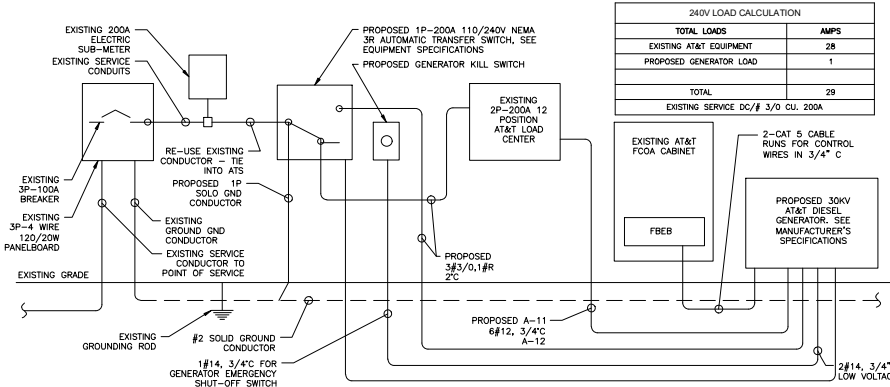 240V LOAD CALCULATION
TOTAL LOADS AMPS
EXISTING AT&T EQUIPMENT 28
PROPOSED GENERATOR LOAD 1
TOTAL 29
EXISTING SERVICE DC/# 3/0 CU. 200A
EXISTING 200A
ELECTRIC
SUB-METER
EXISTING SERVICE
CONDUITS
PROPOSED 1P-200A 110/240V NEMA
3R AUTOMATIC TRANSFER SWITCH, SEE
EQUIPMENT SPECIFICATIONS
PROPOSED GENERATOR KILL SWITCH
EXISTING
2P-200A 12
POSITION
AT&T LOAD
CENTER
EXISTING AT&T
FCOA CABINET
FBEB
2-CAT 5 CABLE
RUNS FOR CONTROL
WIRES IN 3/4" C
PROPOSED 30KV
AT&T DIESEL
GENERATOR. SEE
MANUFACTURER'S
SPECIFICATIONS
RE-USE EXISTING
CONDUCTOR - TIE
INTO ATS
PROPOSED 1P
SOLO GND
CONDUCTOR
EXISTING
3P-100A
BREAKER
EXISTING
3P-4 WIRE
120/20W
PANELBOARD
EXISTING
GROUND GND
CONDUCTOR
EXISTING SERVICE
CONDUCTOR TO
POINT OF SERVICE
PROPOSED
3#3/0,1#R
2"C
EXISTING GRADE
EXISTING
GROUNDING ROD
#2 SOLID GROUND
CONDUCTOR
1#14, 3/4"C FOR
GENERATOR EMERGENCY
SHUT-OFF SWITCH
PROPOSED A-11
6#12, 3/4"C
A-12
2#14, 3/4"
LOW VOLTAG